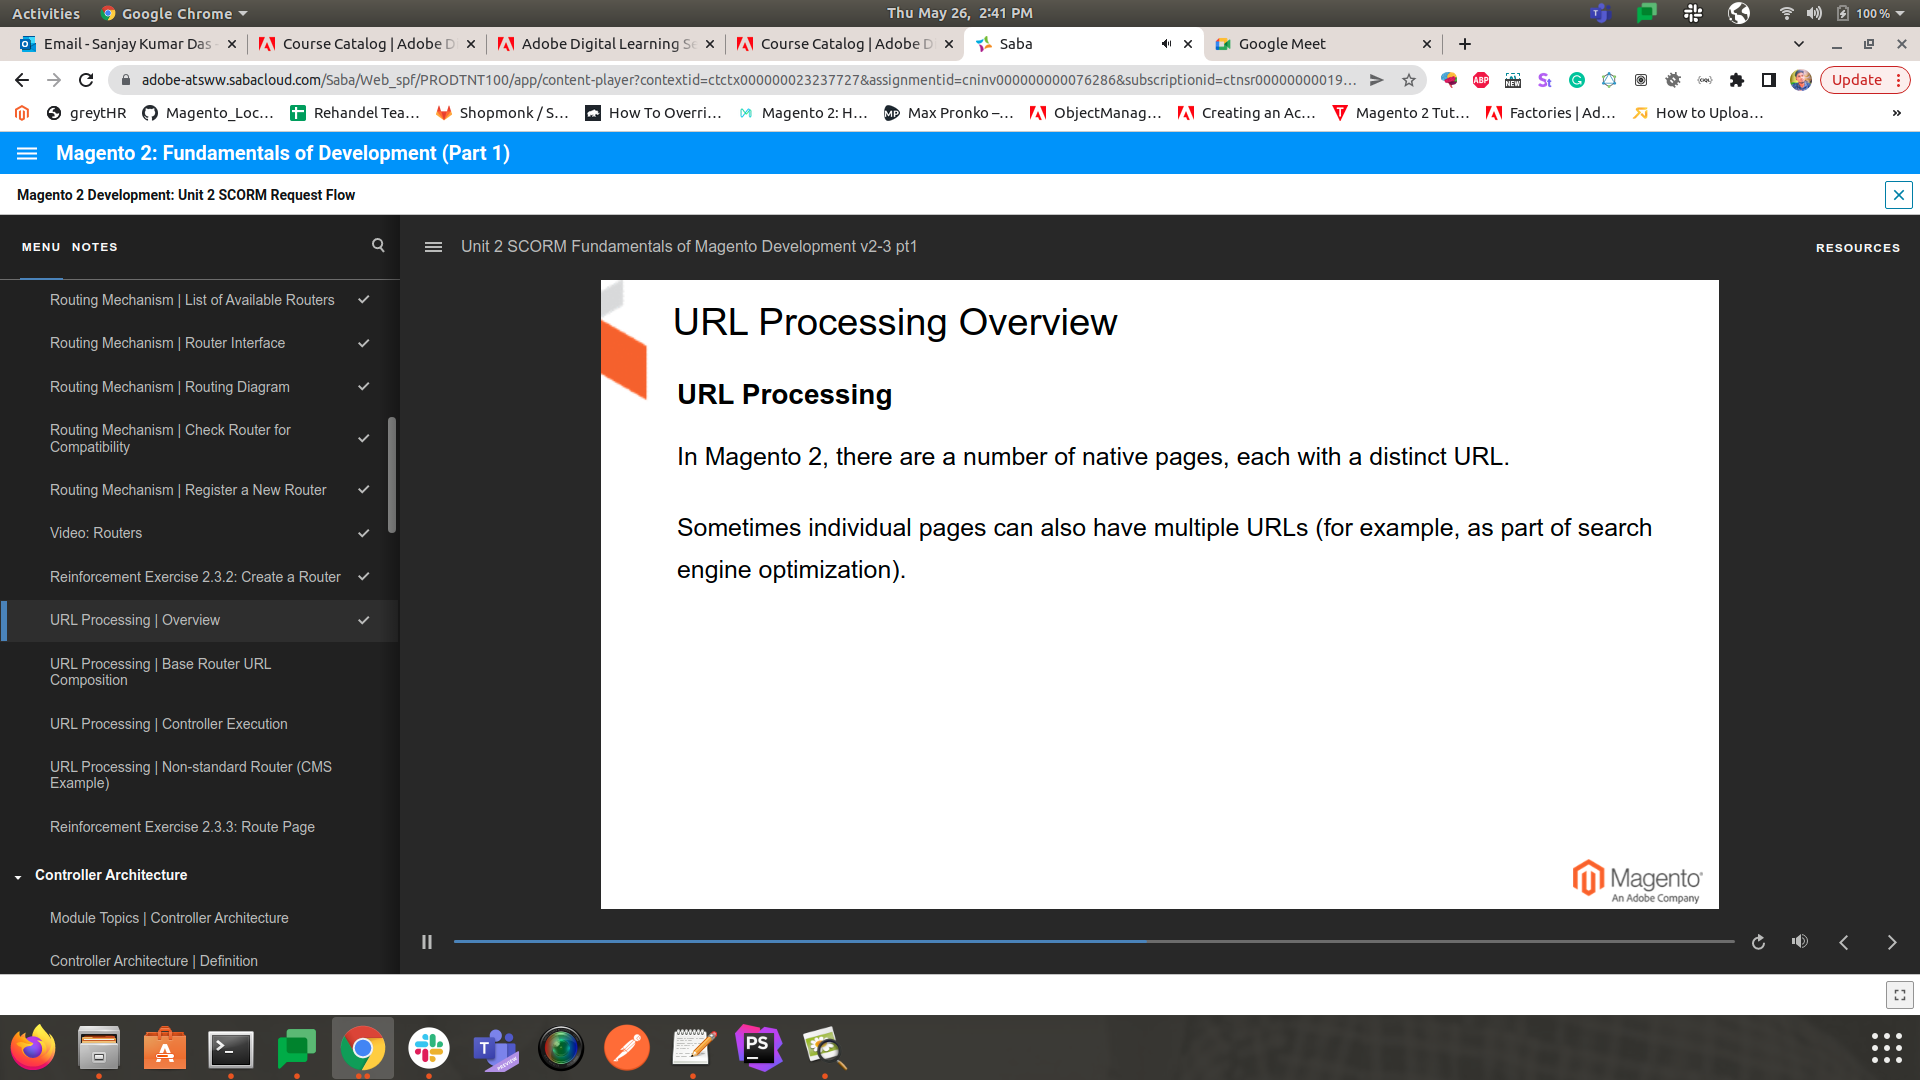 Activities Google Chrome Thu May 26, 2:41 PM 100 %
Email - Sanjay Kumar Das Course Catalog | Adobe D Adobe Digital Learning Se Course Catalog | Adobe D Saba Google Meet
adobe-atsww.sabacloud.com/Saba/Web_spf/PRODTNT100/app/content-player?contextid=ctctx000000023237727&assignmentid=cninv000000000076286&subscriptionid=ctnsr00000000019... ABP NEW St Update
greytHR Magento_Loc... Rehandel Tea... Shopmonk / S... How To Overri... Magento 2: H... MP Max Pronko –... ObjectManag... Creating an Ac... Magento 2 Tut... Factories | Ad... How to Uploa... »
Magento 2: Fundamentals of Development (Part 1)
Magento 2 Development: Unit 2 SCORM Request Flow
MENU NOTES
Unit 2 SCORM Fundamentals of Magento Development v2-3 pt1
RESOURCES
Routing Mechanism | List of Available Routers
Routing Mechanism | Router Interface
Routing Mechanism | Routing Diagram
Routing Mechanism | Check Router for
Compatibility
Routing Mechanism | Register a New Router
Video: Routers
Reinforcement Exercise 2.3.2: Create a Router
URL Processing | Overview
URL Processing | Base Router URL
Composition
URL Processing | Controller Execution
URL Processing | Non-standard Router (CMS
Example)
Reinforcement Exercise 2.3.3: Route Page
Controller Architecture
Module Topics | Controller Architecture
Controller Architecture | Definition
URL Processing Overview
URL Processing
In Magento 2, there are a number of native pages, each with a distinct URL.
Sometimes individual pages can also have multiple URLs (for example, as part of search
engine optimization).
Magento
An Adobe Company
PS